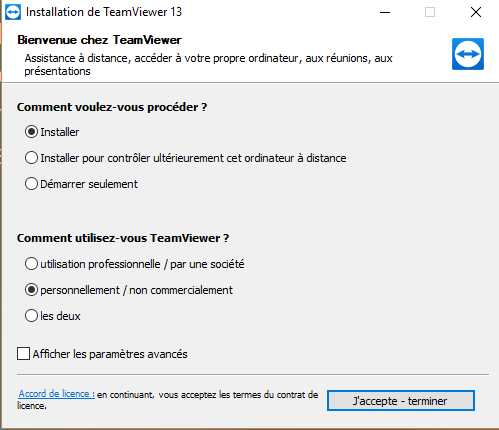 Installation de TeamViewer 13
Bienvenue chez TeamViewer
Assistance à distance, accéder à votre propre ordinateur, aux réunions, aux
présentations
Comment voulez-vous procéder ?
Installer
Installer pour contrôler ultérieurement cet ordinateur à distance
Démarrer seulement
Comment utilisez-vous TeamViewer ?
utilisation professionnelle / par une société
personnellement / non commercialement
les deux
Afficher les paramètres avancés
Accord de licence : en continuant, vous acceptez les termes du contrat de
licence.
J'accepte - terminer